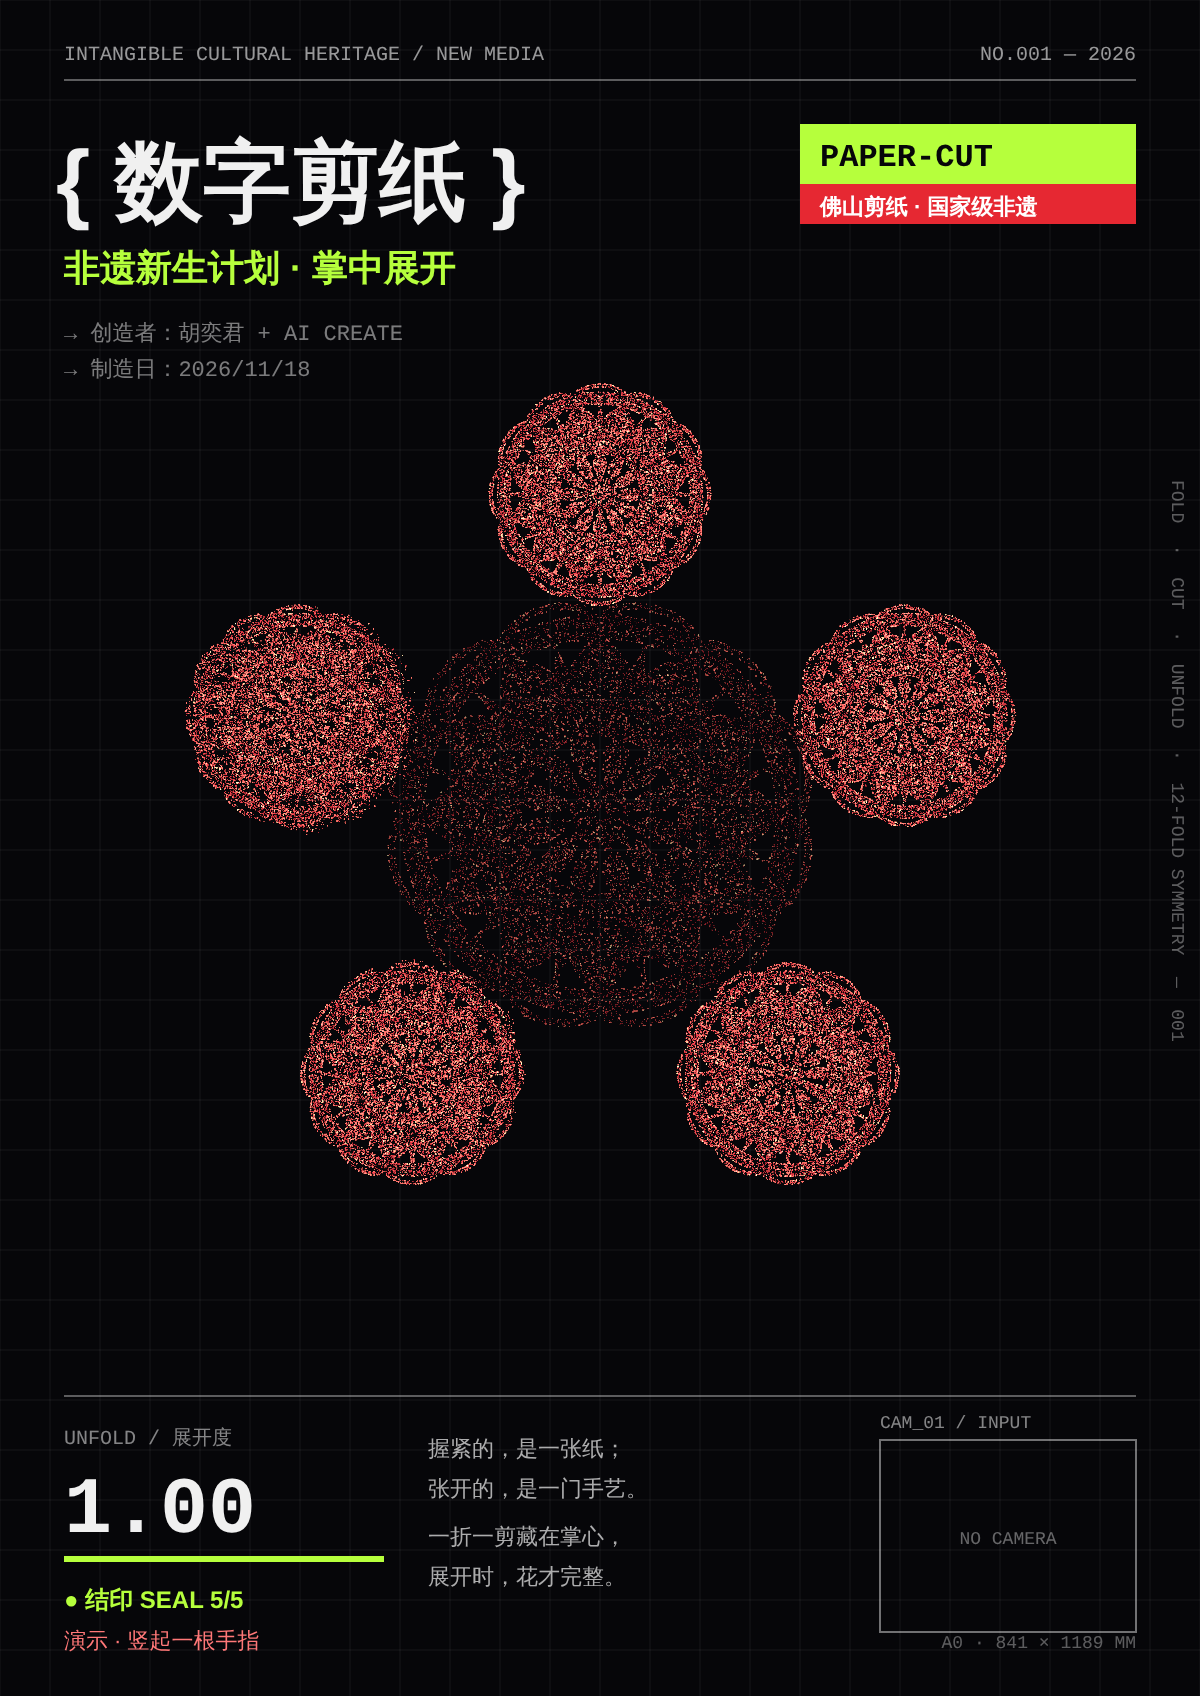 INTANGIBLE CULTURAL HERITAGE / NEW MEDIA
NO.001 — 2026
{ 数字剪纸 }
PAPER-CUT
佛山剪纸 · 国家级非遗
非遗新生计划 · 掌中展开
→ 创造者：胡奕君 + AI CREATE
→ 制造日：2026/11/18
FOLD · CUT · UNFOLD · 12-FOLD SYMMETRY — 001
UNFOLD / 展开度
1.00
● 结印 SEAL 5/5
演示 · 竖起一根手指
握紧的，是一张纸；
张开的，是一门手艺。
一折一剪藏在掌心，
展开时，花才完整。
CAM_01 / INPUT
NO CAMERA
A0 · 841 × 1189 MM